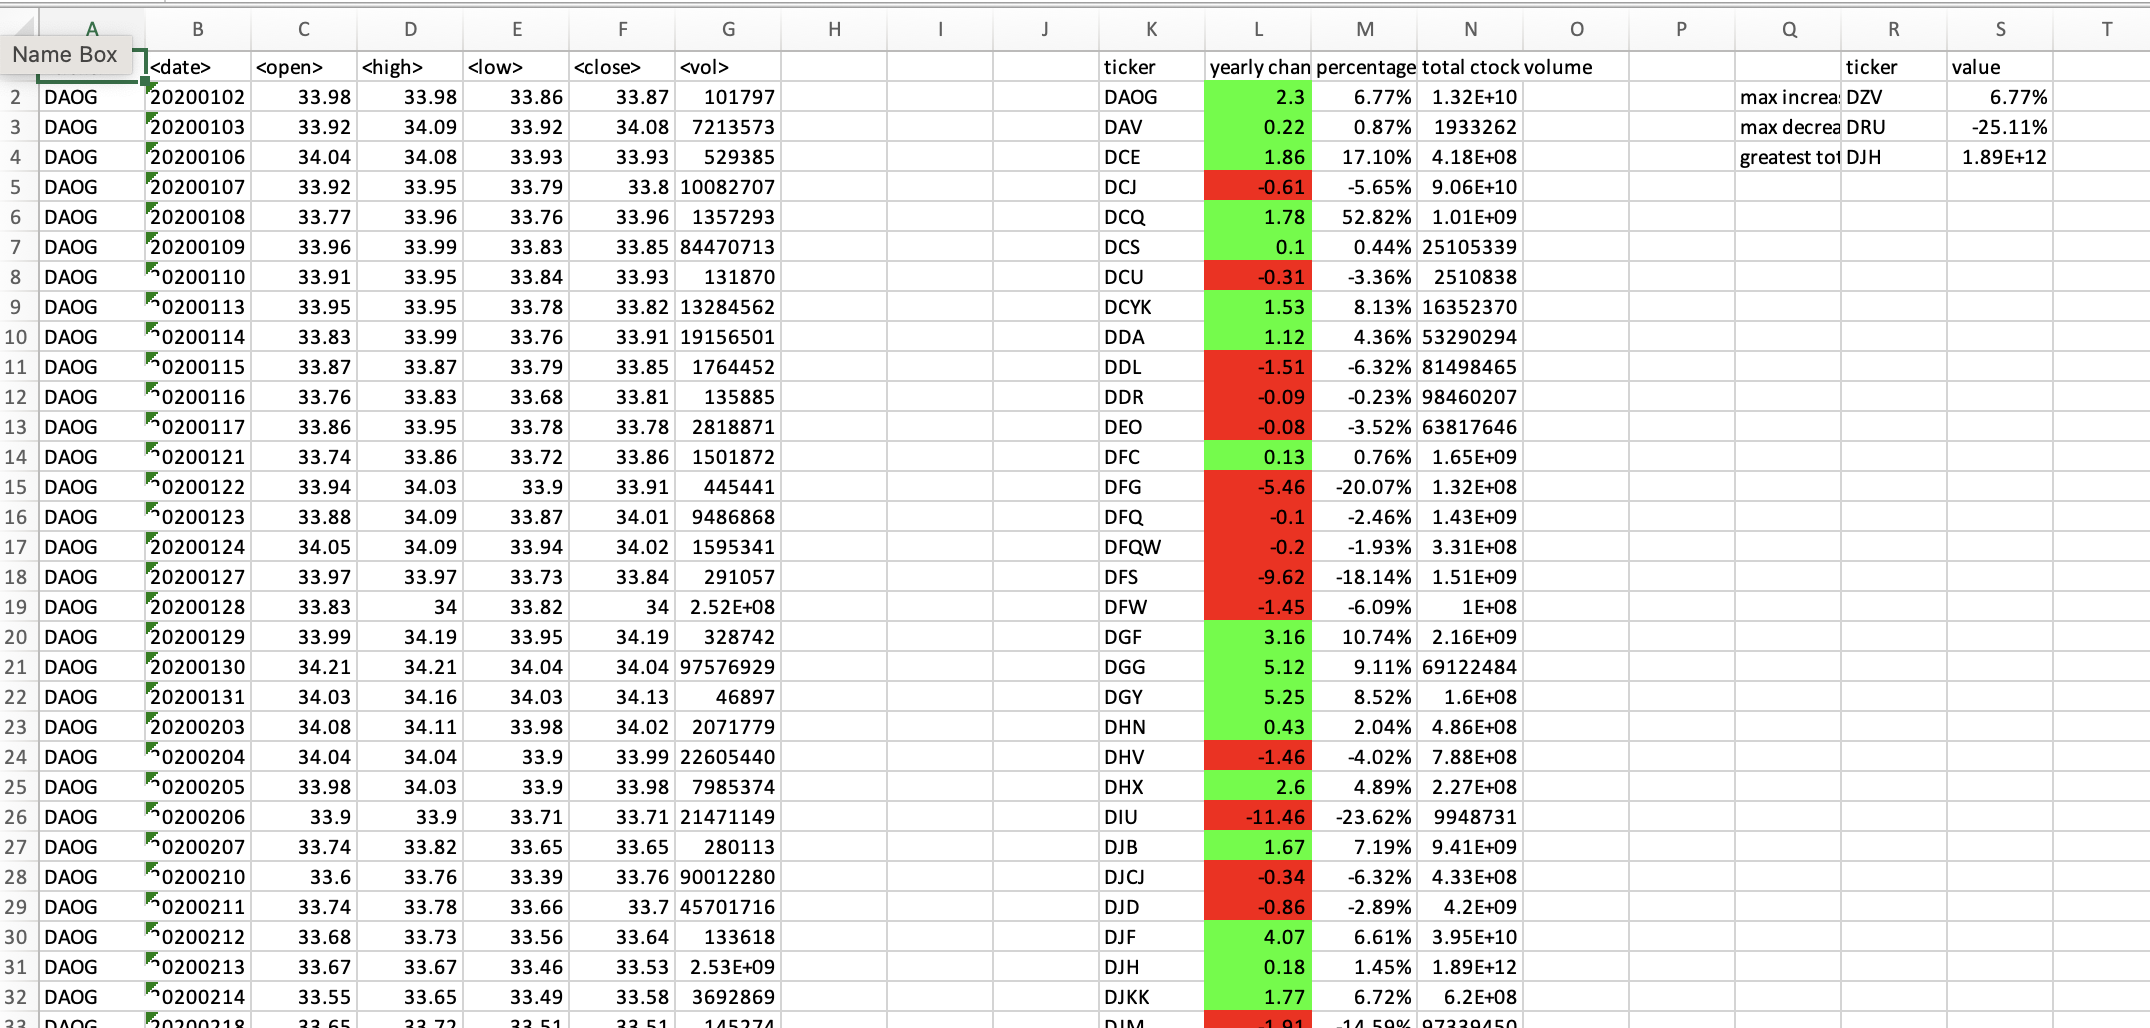 A B C D E F G H I J K L M N O P Q R S T
Name Box <date> <open> <high> <low> <close> <vol> ticker yearly chan percentage total ctock volume ticker value
2 DAOG 20200102 33.98 33.98 33.86 33.87 101797 DAOG 2.3 6.77% 1.32E+10 max increa DZV 6.77%
3 DAOG 20200103 33.92 34.09 33.92 34.08 7213573 DAV 0.22 0.87% 1933262 max decrea DRU -25.11%
4 DAOG 20200106 34.04 34.08 33.93 33.93 529385 DCE 1.86 17.10% 4.18E+08 greatest tot DJH 1.89E+12
5 DAOG 20200107 33.92 33.95 33.79 33.8 10082707 DCJ -0.61 -5.65% 9.06E+10
6 DAOG 20200108 33.77 33.96 33.76 33.96 1357293 DCQ 1.78 52.82% 1.01E+09
7 DAOG 20200109 33.96 33.99 33.83 33.85 84470713 DCS 0.1 0.44% 25105339
8 DAOG 20200110 33.91 33.95 33.84 33.93 131870 DCU -0.31 -3.36% 2510838
9 DAOG 20200113 33.95 33.95 33.78 33.82 13284562 DCYK 1.53 8.13% 16352370
10 DAOG 20200114 33.83 33.99 33.76 33.91 19156501 DDA 1.12 4.36% 53290294
11 DAOG 20200115 33.87 33.87 33.79 33.85 1764452 DDL -1.51 -6.32% 81498465
12 DAOG 20200116 33.76 33.83 33.68 33.81 135885 DDR -0.09 -0.23% 98460207
13 DAOG 20200117 33.86 33.95 33.78 33.78 2818871 DEO -0.08 -3.52% 63817646
14 DAOG 20200121 33.74 33.86 33.72 33.86 1501872 DFC 0.13 0.76% 1.65E+09
15 DAOG 20200122 33.94 34.03 33.9 33.91 445441 DFG -5.46 -20.07% 1.32E+08
16 DAOG 20200123 33.88 34.09 33.87 34.01 9486868 DFQ -0.1 -2.46% 1.43E+09
17 DAOG 20200124 34.05 34.09 33.94 34.02 1595341 DFQW -0.2 -1.93% 3.31E+08
18 DAOG 20200127 33.97 33.97 33.73 33.84 291057 DFS -9.62 -18.14% 1.51E+09
19 DAOG 20200128 33.83 34 33.82 34 2.52E+08 DFW -1.45 -6.09% 1E+08
20 DAOG 20200129 33.99 34.19 33.95 34.19 328742 DGF 3.16 10.74% 2.16E+09
21 DAOG 20200130 34.21 34.21 34.04 34.04 97576929 DGG 5.12 9.11% 69122484
22 DAOG 20200131 34.03 34.16 34.03 34.13 46897 DGY 5.25 8.52% 1.6E+08
23 DAOG 20200203 34.08 34.11 33.98 34.02 2071779 DHN 0.43 2.04% 4.86E+08
24 DAOG 20200204 34.04 34.04 33.9 33.99 22605440 DHV -1.46 -4.02% 7.88E+08
25 DAOG 20200205 33.98 34.03 33.9 33.98 7985374 DHX 2.6 4.89% 2.27E+08
26 DAOG 20200206 33.9 33.9 33.71 33.71 21471149 DIU -11.46 -23.62% 9948731
27 DAOG 20200207 33.74 33.82 33.65 33.65 280113 DJB 1.67 7.19% 9.41E+09
28 DAOG 20200210 33.6 33.76 33.39 33.76 90012280 DJCJ -0.34 -6.32% 4.33E+08
29 DAOG 20200211 33.74 33.78 33.66 33.7 45701716 DJD -0.86 -2.89% 4.2E+09
30 DAOG 20200212 33.68 33.73 33.56 33.64 133618 DJF 4.07 6.61% 3.95E+10
31 DAOG 20200213 33.67 33.67 33.46 33.53 2.53E+09 DJH 0.18 1.45% 1.89E+12
32 DAOG 20200214 33.55 33.65 33.49 33.58 3692869 DJKK 1.77 6.72% 6.2E+08
33 DAOG 20200218 33.65 33.72 33.51 33.51 145274 DJM -1.91 -14.59% 97339450